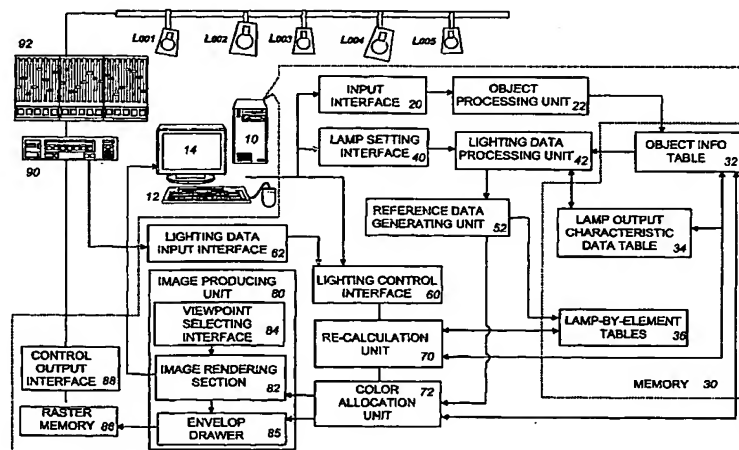 92
L001
L002
L003
L004
L005
90
14
10
12
INPUT
INTERFACE 20
OBJECT
PROCESSING UNIT 22
LAMP SETTING
INTERFACE 40
LIGHTING DATA
PROCESSING UNIT 42
OBJECT INFO
TABLE 32
REFERENCE DATA
GENERATING UNIT
52
LAMP OUTPUT
CHARACTERISTIC
DATA TABLE 34
LIGHTING DATA
INPUT INTERFACE 62
IMAGE PRODUCING
UNIT 80
LIGHTING CONTROL
INTERFACE 60
VIEWPOINT
SELECTING
INTERFACE 84
LAMP-BY-ELEMENT
TABLES 36
RE-CALCULATION
UNIT 70
CONTROL
OUTPUT
INTERFACE 88
IMAGE RENDERING
SECTION 82
COLOR 72
ALLOCATION
UNIT
MEMORY 30
RASTER
MEMORY 86
ENVELOP
DRAWER 85